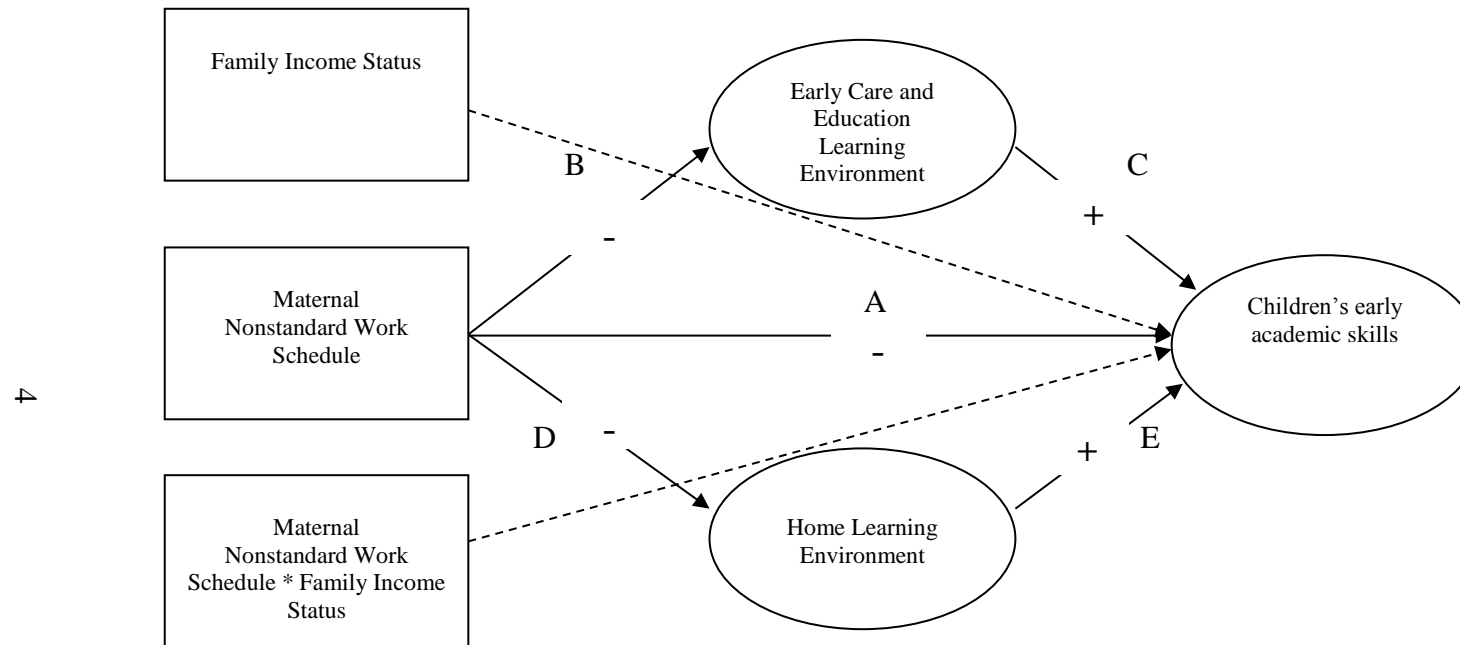 Family Income Status
Early Care and
Education
Learning
Environment
B
C
-
+
Maternal
Nonstandard Work
Schedule
A
-
Children’s early
academic skills
4
D
-
+
E
Maternal
Nonstandard Work
Schedule * Family Income
Status
Home Learning
Environment